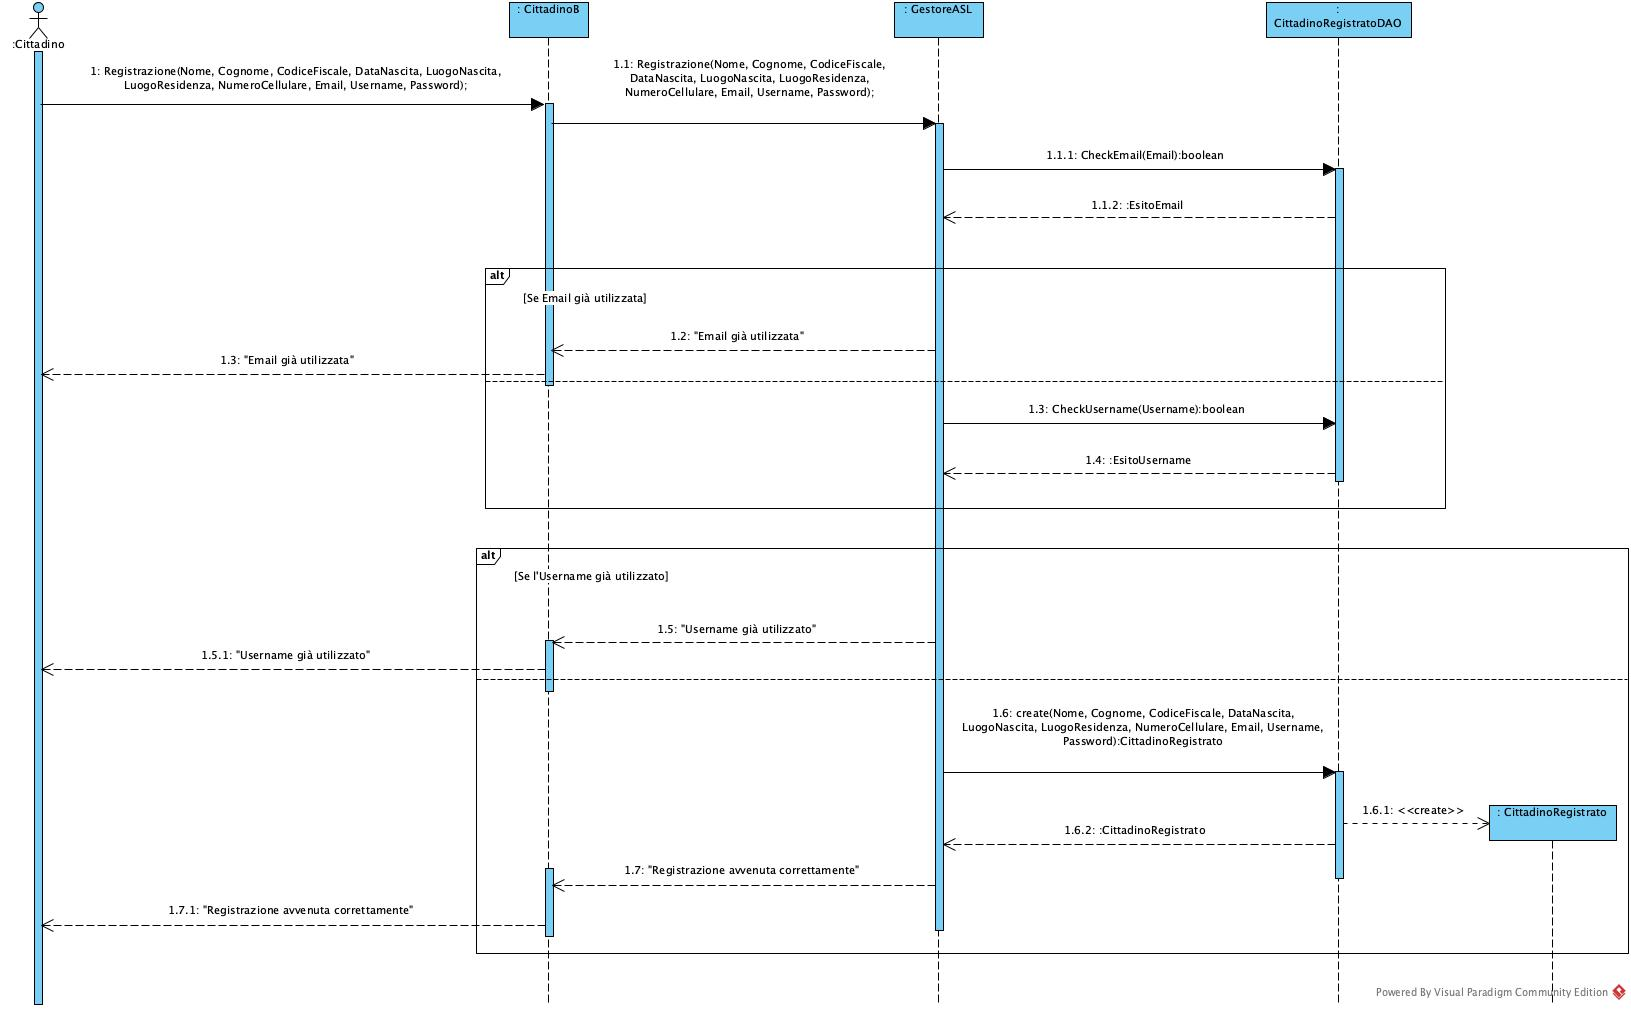 :Cittadino
: CittadinoB
: GestoreASL
:
CittadinoRegistratoDAO
1: Registrazione(Nome, Cognome, CodiceFiscale, DataNascita, LuogoNascita,
LuogoResidenza, NumeroCellulare, Email, Username, Password);
1.1: Registrazione(Nome, Cognome, CodiceFiscale,
DataNascita, LuogoNascita, LuogoResidenza,
NumeroCellulare, Email, Username, Password);
1.1.1: CheckEmail(Email):boolean
1.1.2: :EsitoEmail
alt
[Se Email già utilizzata]
1.2: "Email già utilizzata"
1.3: "Email già utilizzata"
1.3: CheckUsername(Username):boolean
1.4: :EsitoUsername
alt
[Se l'Username già utilizzato]
1.5: "Username già utilizzato"
1.5.1: "Username già utilizzato"
1.6: create(Nome, Cognome, CodiceFiscale, DataNascita,
LuogoNascita, LuogoResidenza, NumeroCellulare, Email, Username,
Password):CittadinoRegistrato
1.6.1: <<create>>
: CittadinoRegistrato
1.6.2: :CittadinoRegistrato
1.7: "Registrazione avvenuta correttamente"
1.7.1: "Registrazione avvenuta correttamente"
Powered By Visual Paradigm Community Edition